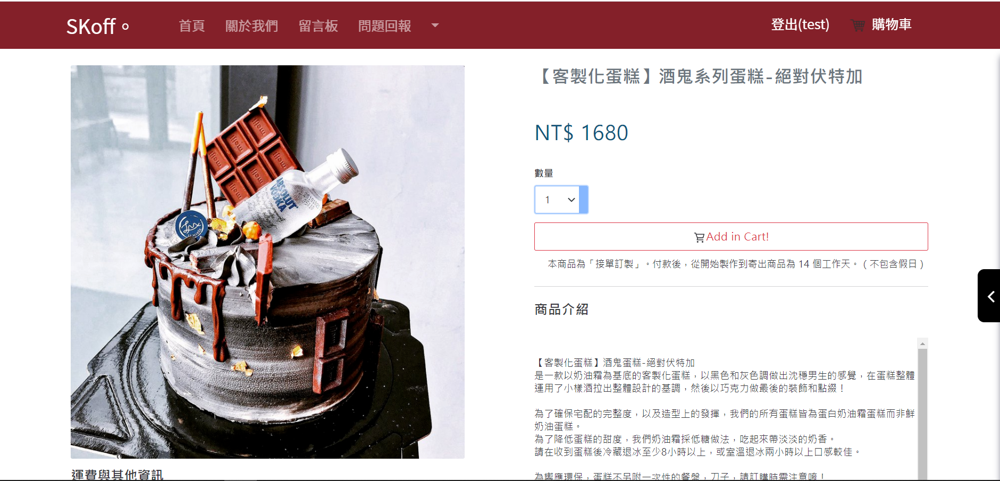 SKoff。
首頁 關於我們 留言板 問題回報
登出(test) 購物車
【客製化蛋糕】酒鬼系列蛋糕-絕對伏特加
NT$ 1680
數量
1
Add in Cart!
本商品為「接單訂製」。付款後，從開始製作到寄出商品為 14 個工作天。（不包含假日）
商品介紹
【客製化蛋糕】酒鬼蛋糕-絕對伏特加
是一款以奶油霜為基底的客製化蛋糕，以黑色和灰色調做出沈穩男生的感覺，在蛋糕整體
運用了小樣酒拉出整體設計的基調，然後以巧克力做最後的裝飾和點綴！
為了確保宅配的完整度，以及造型上的發揮，我們的所有蛋糕皆為蛋白奶油霜蛋糕而非鮮
奶油蛋糕。
為了降低蛋糕的甜度，我們奶油霜採低糖做法，吃起來帶淡淡的奶香。
請在收到蛋糕後冷藏退冰至少8小時以上，或室溫退冰兩小時以上口感較佳。
為響應環保，蛋糕不另附一次性的餐盤，刀子，請訂購時需注意唷！
ABSOLUT
VODKA
運費與其他資訊